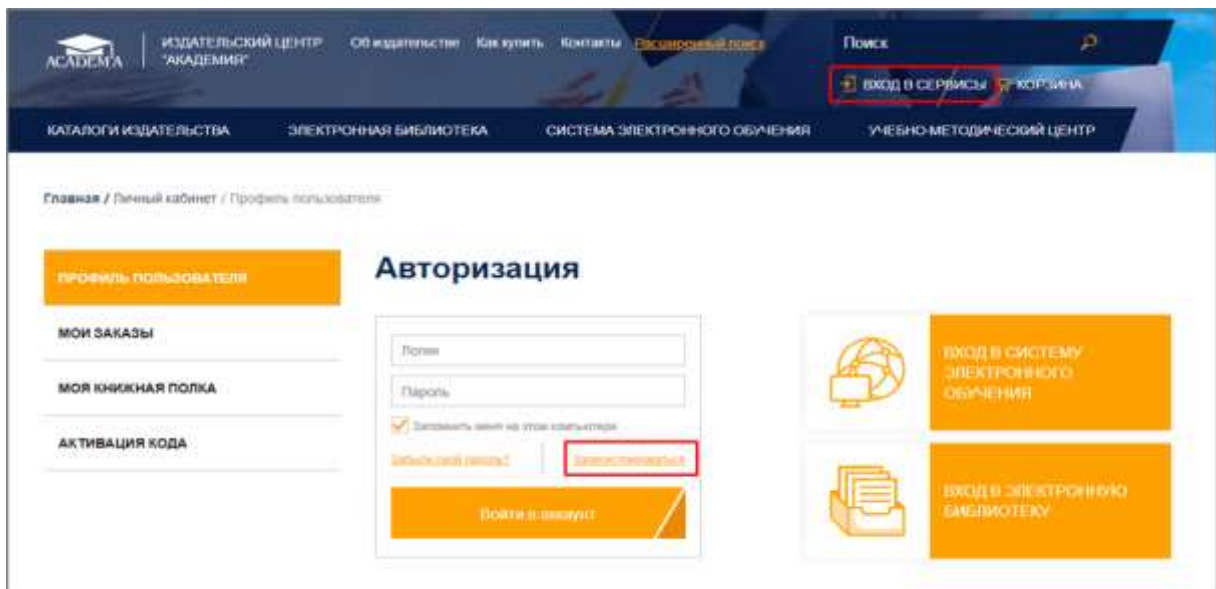 ACADEM'A
ИЗДАТЕЛЬСКИЙ ЦЕНТР
"АКАДЕМИЯ"
Об издательстве Как купить Контакты Расширенный поиск
Поиск
ВХОД В СЕРВИСЫ КОРЗИНА
КАТАЛОГИ ИЗДАТЕЛЬСТВА ЭЛЕКТРОННАЯ БИБЛИОТЕКА СИСТЕМА ЭЛЕКТРОННОГО ОБУЧЕНИЯ УЧЕБНО-МЕТОДИЧЕСКИЙ ЦЕНТР
Главная / Личный кабинет / Профиль пользователя
ПРОФИЛЬ ПОЛЬЗОВАТЕЛЯ
МОИ ЗАКАЗЫ
МОЯ КНИЖНАЯ ПОЛКА
АКТИВАЦИЯ КОДА
Авторизация
Логин
Пароль
Запомнить меня на этом компьютере
Забыли свой пароль? Зарегистрироваться
Войти в аккаунт
ВХОД В СИСТЕМУ
ЭЛЕКТРОННОГО
ОБУЧЕНИЯ
ВХОД В ЭЛЕКТРОННУЮ
БИБЛИОТЕКУ